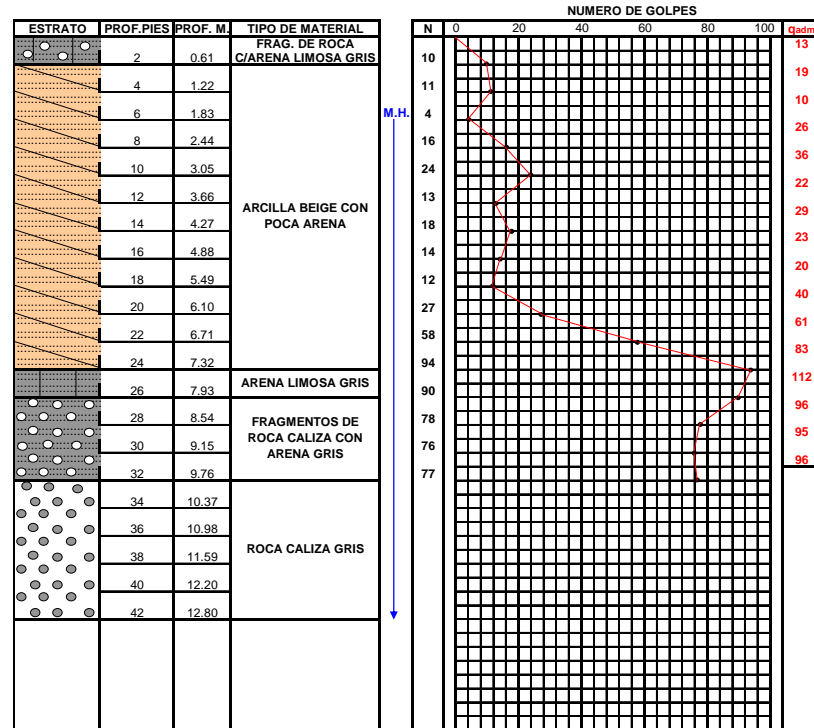 NUMERO DE GOLPES
ESTRATO PROF.PIES PROF. M. TIPO DE MATERIAL N 0 20 40 60 80 100 qadm
FRAG. DE ROCA
C/ARENA LIMOSA GRIS
2 0.61 10 13
4 1.22 11 19
M.H.
6 1.83 4 10
8 2.44 16 26
10 3.05 24 36
12 3.66 13 22
ARCILLA BEIGE CON
POCA ARENA
14 4.27 18 29
16 4.88 14 23
18 5.49 12 20
20 6.10 27 40
22 6.71 58 61
24 7.32 94 83
ARENA LIMOSA GRIS
26 7.93 90 112
28 8.54 78 96
FRAGMENTOS DE
ROCA CALIZA CON
ARENA GRIS
30 9.15 76 95
32 9.76 77 96
34 10.37
36 10.98
ROCA CALIZA GRIS
38 11.59
40 12.20
42 12.80